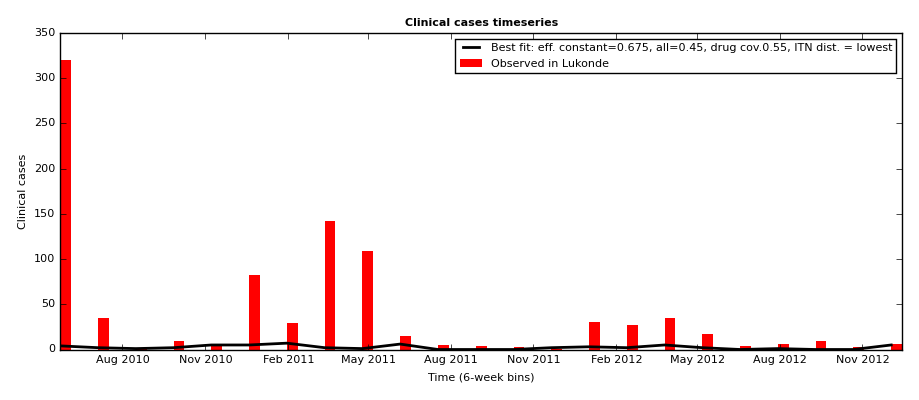 Clinical cases timeseries
Best fit: eff. constant=0.675, all=0.45, drug cov.0.55, ITN dist. = lowest
Observed in Lukonde
Clinical cases
350
300
250
200
150
100
50
0
Aug 2010 Nov 2010 Feb 2011 May 2011 Aug 2011 Nov 2011 Feb 2012 May 2012 Aug 2012 Nov 2012
Time (6-week bins)